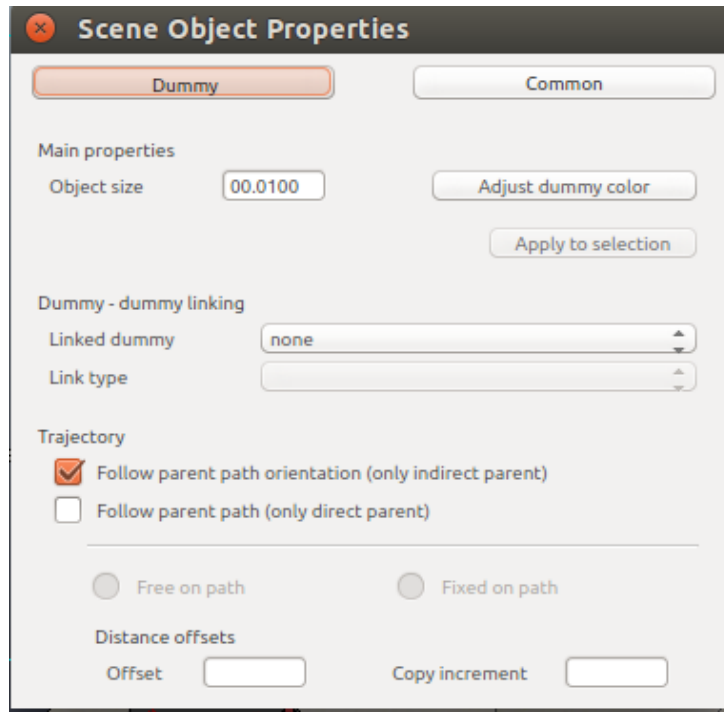 Scene Object Properties
Dummy Common
Main properties
Object size 00.0100 Adjust dummy color
Apply to selection
Dummy - dummy linking
Linked dummy none
Link type
Trajectory
Follow parent path orientation (only indirect parent)
Follow parent path (only direct parent)
Free on path Fixed on path
Distance offsets
Offset Copy increment